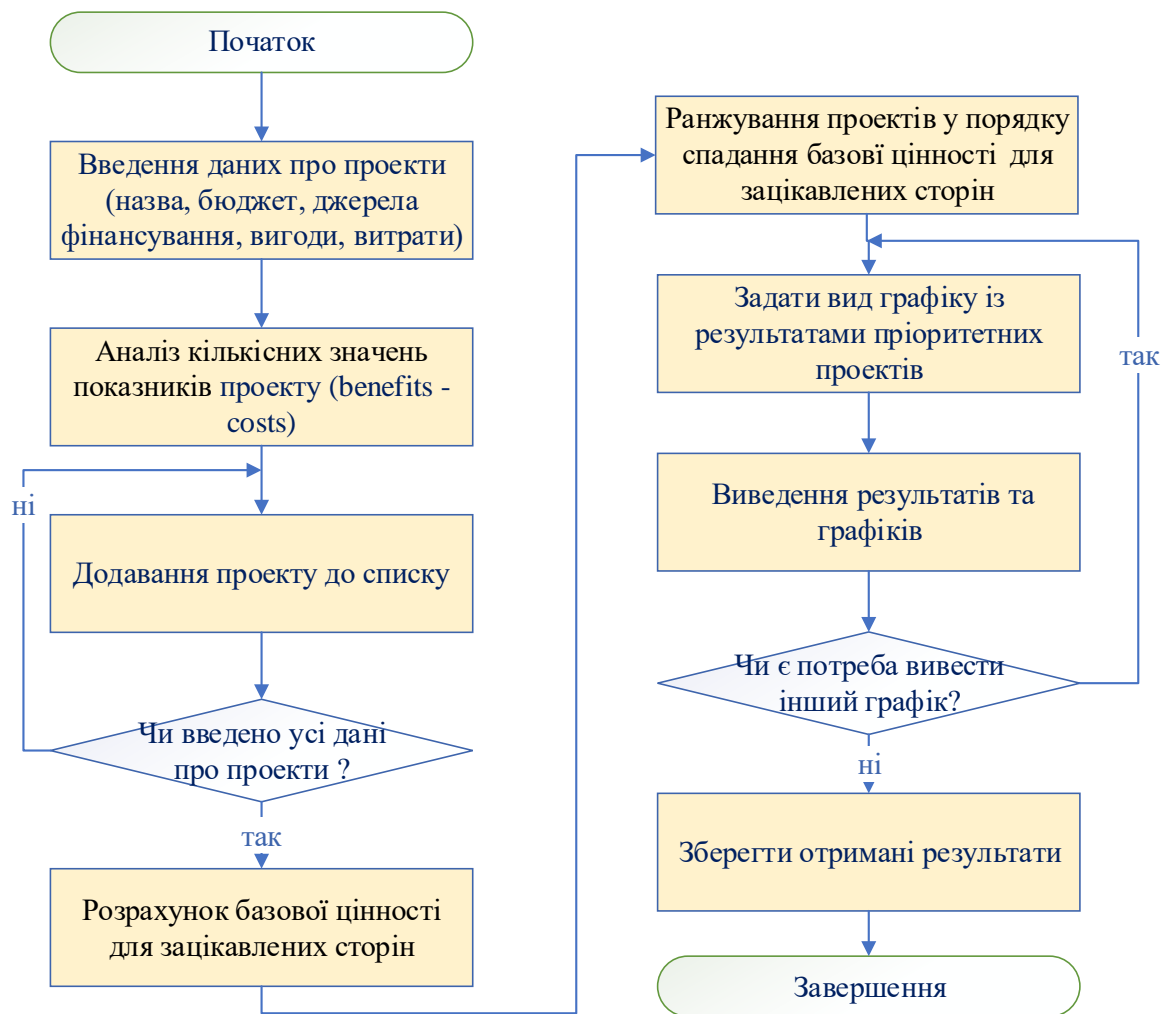 Початок
Введення даних про проекти
(назва, бюджет, джерела
фінансування, вигоди, витрати)
Аналіз кількісних значень
показників проекту (benefits -
costs)
ні
Додавання проекту до списку
Чи введено усі дані
про проекти ?
так
Розрахунок базової цінності
для зацікавлених сторін
Ранжування проектів у порядку
спадання базової цінності для
зацікавлених сторін
Задати вид графіку із
результатами пріоритетних
проектів
так
Виведення результатів та
графіків
Чи є потреба вивести
інший графік?
ні
Зберегти отримані результати
Завершення